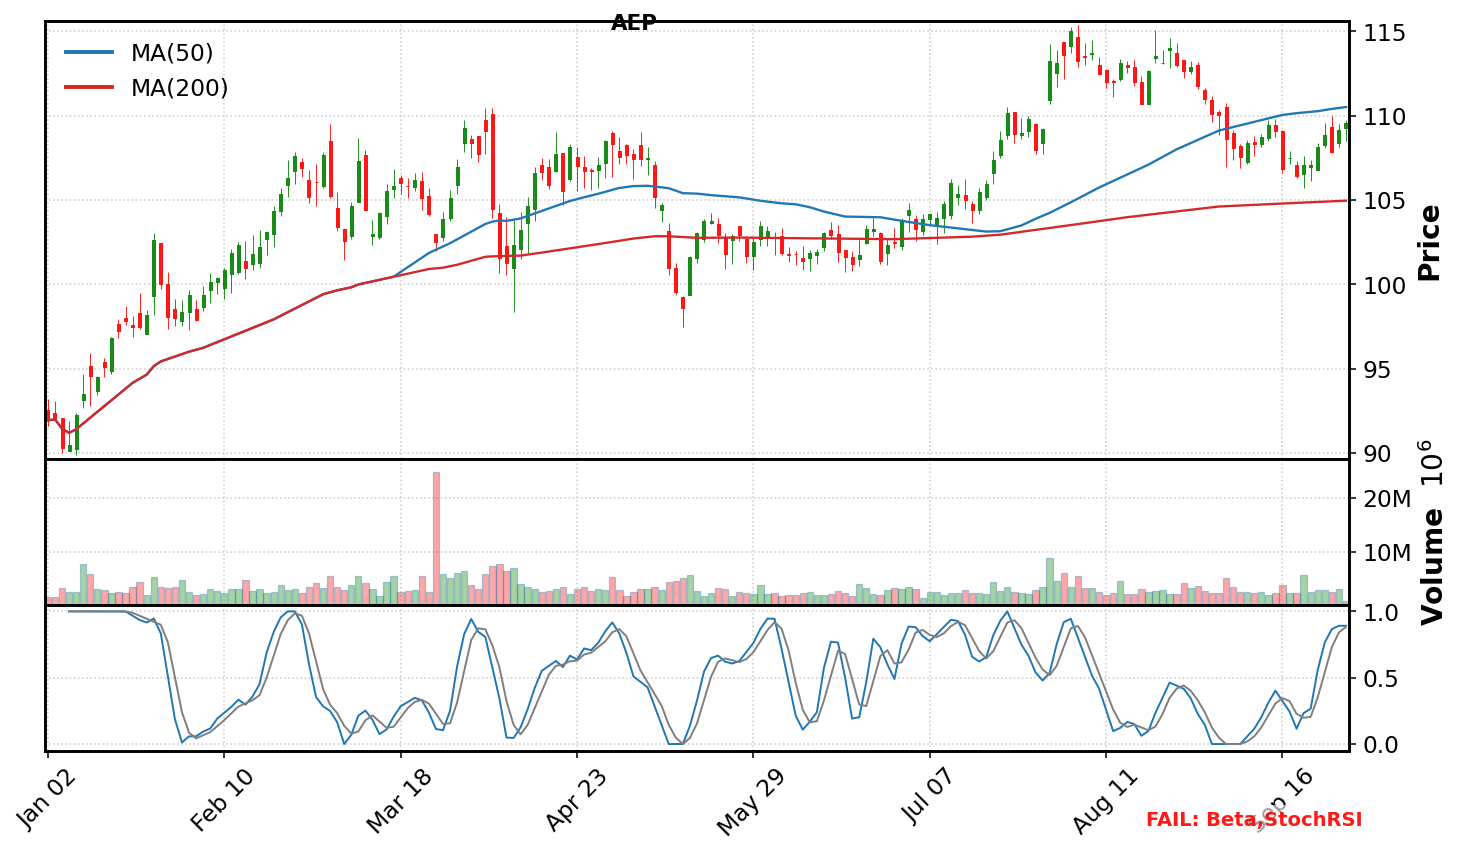 AEP
MA(50)
MA(200)
115
110
105
100
95
90
Price
20M
10M
Volume 10⁶
1.0
0.5
0.0
Jan 02
Feb 10
Mar 18
Apr 23
May 29
Jul 07
Aug 11
Sep 16
FAIL: Beta,StochRSI